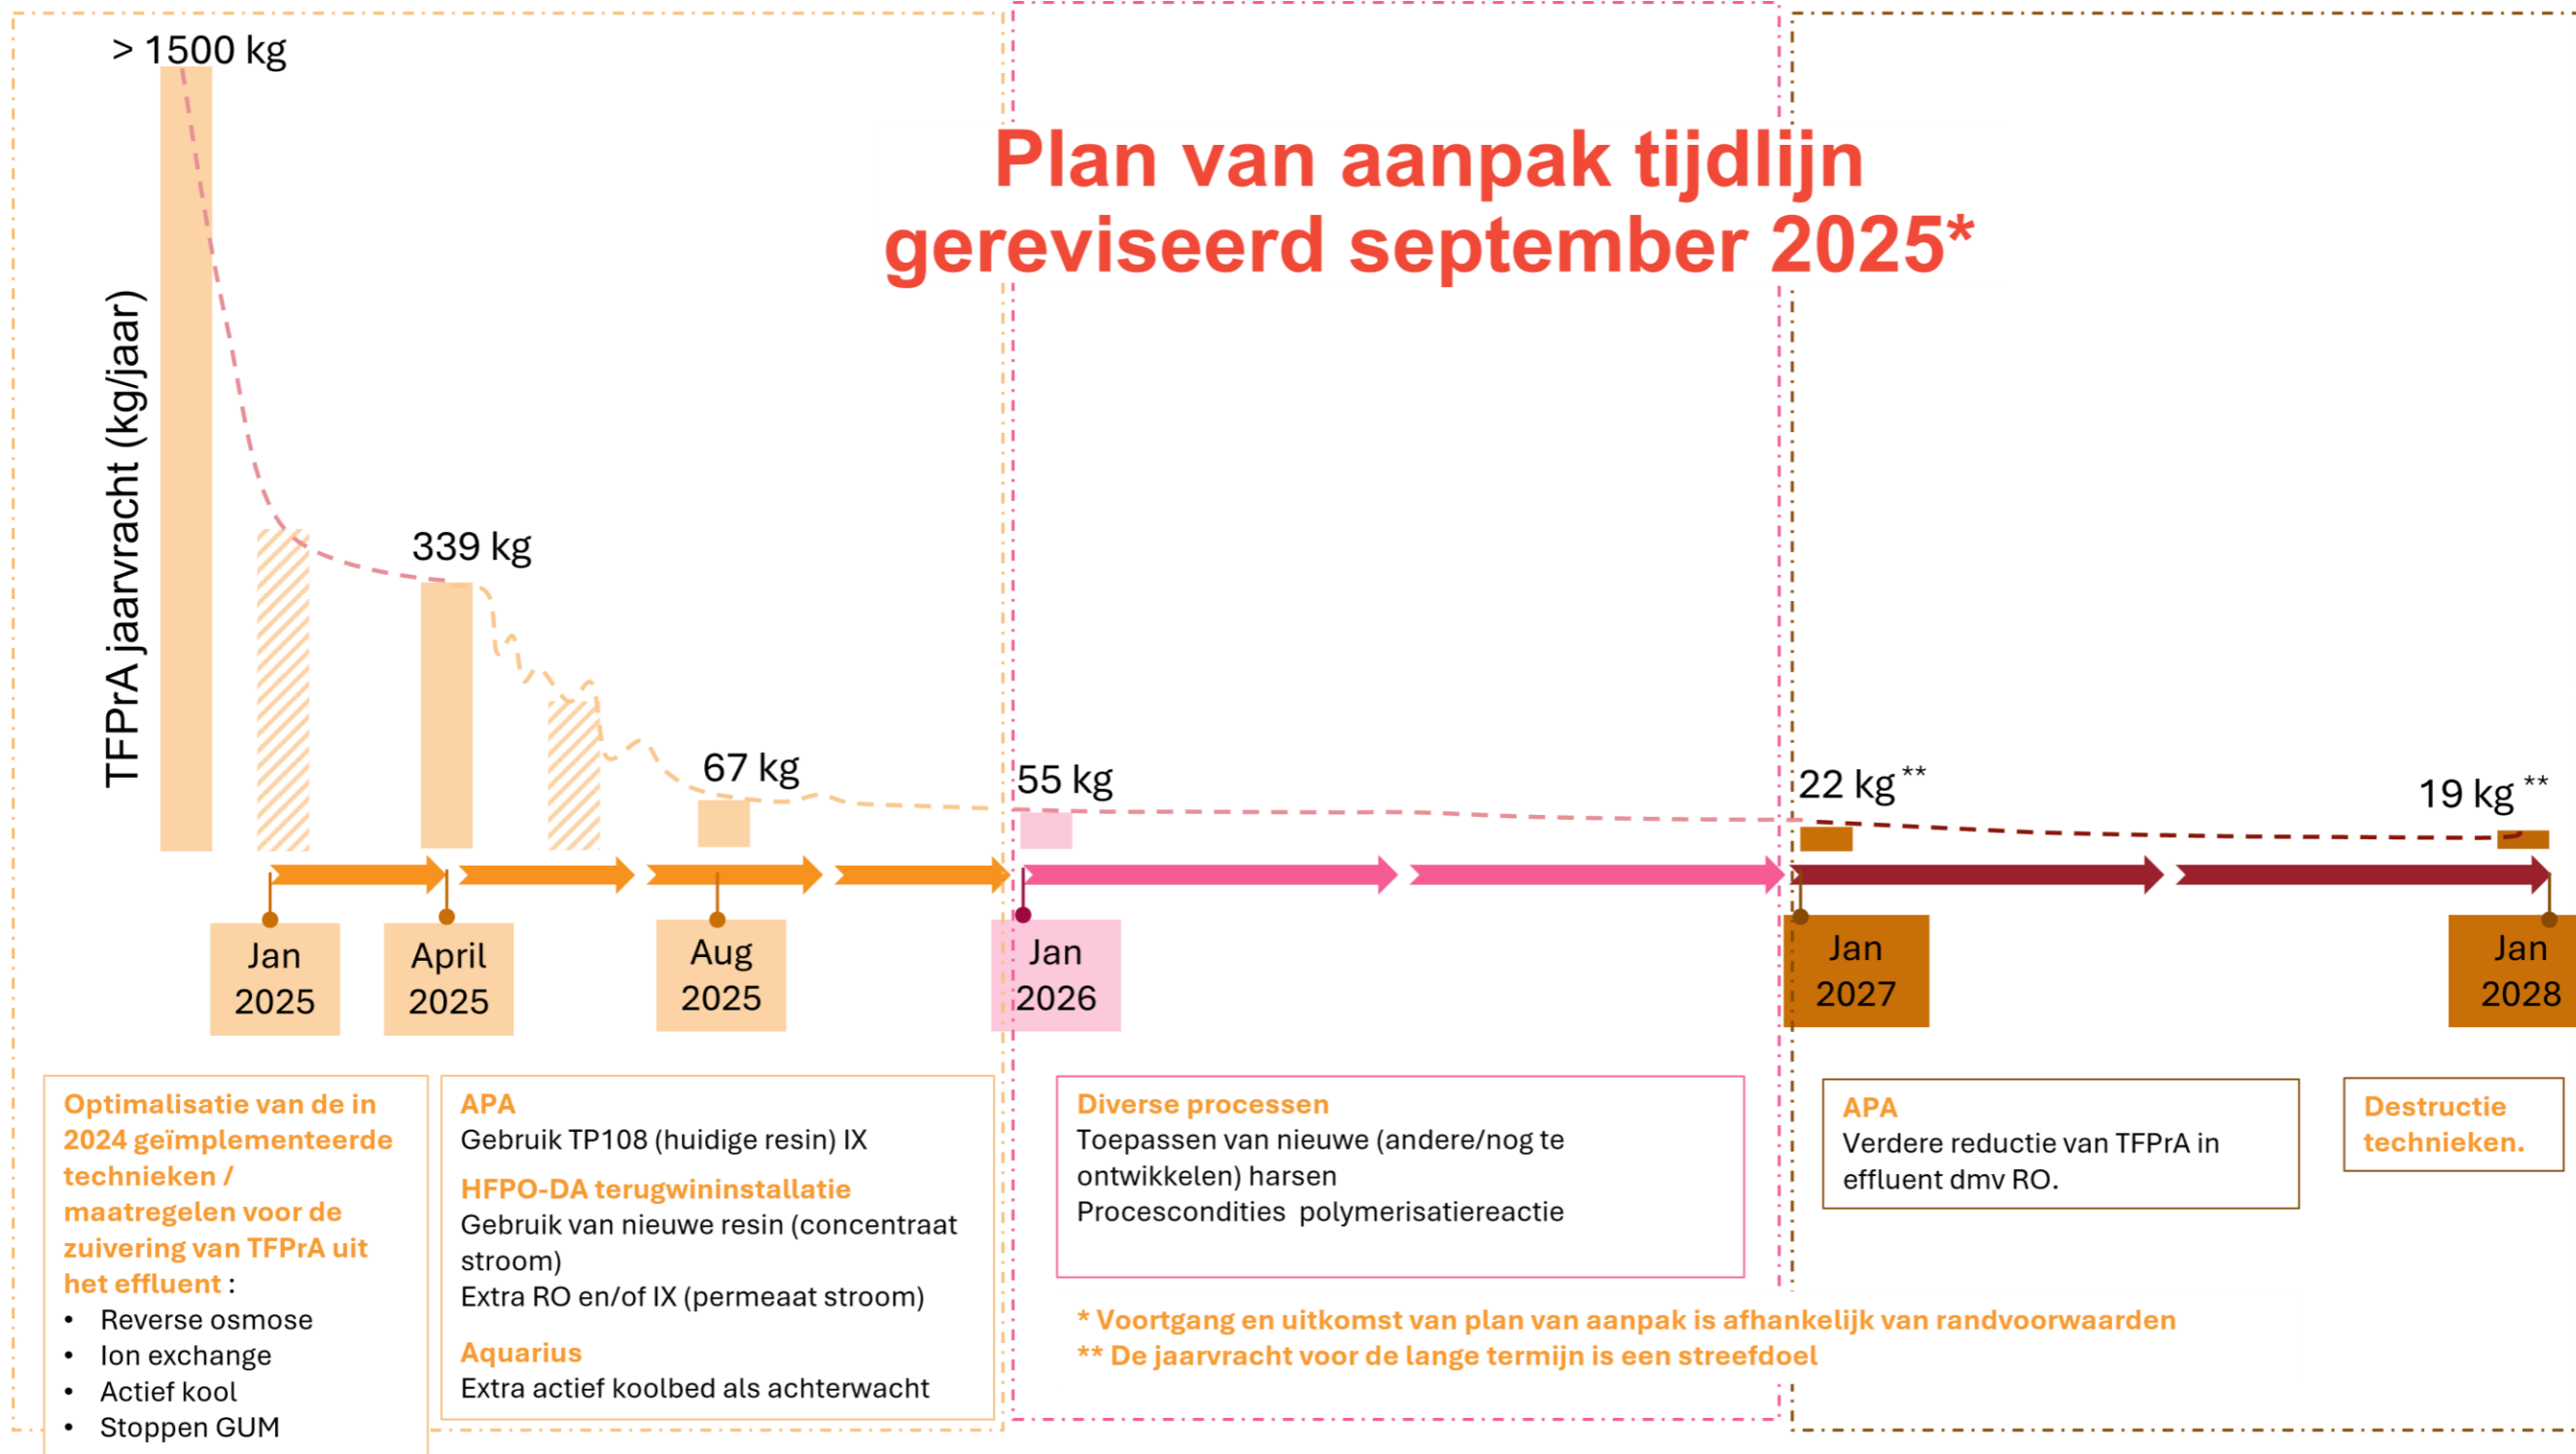 > 1500 kg
Plan van aanpak tijdlijn
gereviseerd september 2025*
TFPrA jaarvracht (kg/jaar)
339 kg
67 kg
55 kg
22 kg **
19 kg **
Jan
2025
April
2025
Aug
2025
Jan
2026
Jan
2027
Jan
2028
Optimalisatie van de in
2024 geïmplementeerde
technieken /
maatregelen voor de
zuivering van TFPrA uit
het effluent :
• Reverse osmose
• Ion exchange
• Actief kool
• Stoppen GUM
APA
Gebruik TP108 (huidige resin) IX
HFPO-DA terugwininstallatie
Gebruik van nieuwe resin (concentraat
stroom)
Extra RO en/of IX (permeaat stroom)
Aquarius
Extra actief koolbed als achterwacht
Diverse processen
Toepassen van nieuwe (andere/nog te
ontwikkelen) harsen
Procescondities  polymerisatiereactie
APA
Verdere reductie van TFPrA in
effluent dmv RO.
Destructie
technieken.
* Voortgang en uitkomst van plan van aanpak is afhankelijk van randvoorwaarden
** De jaarvracht voor de lange termijn is een streefdoel